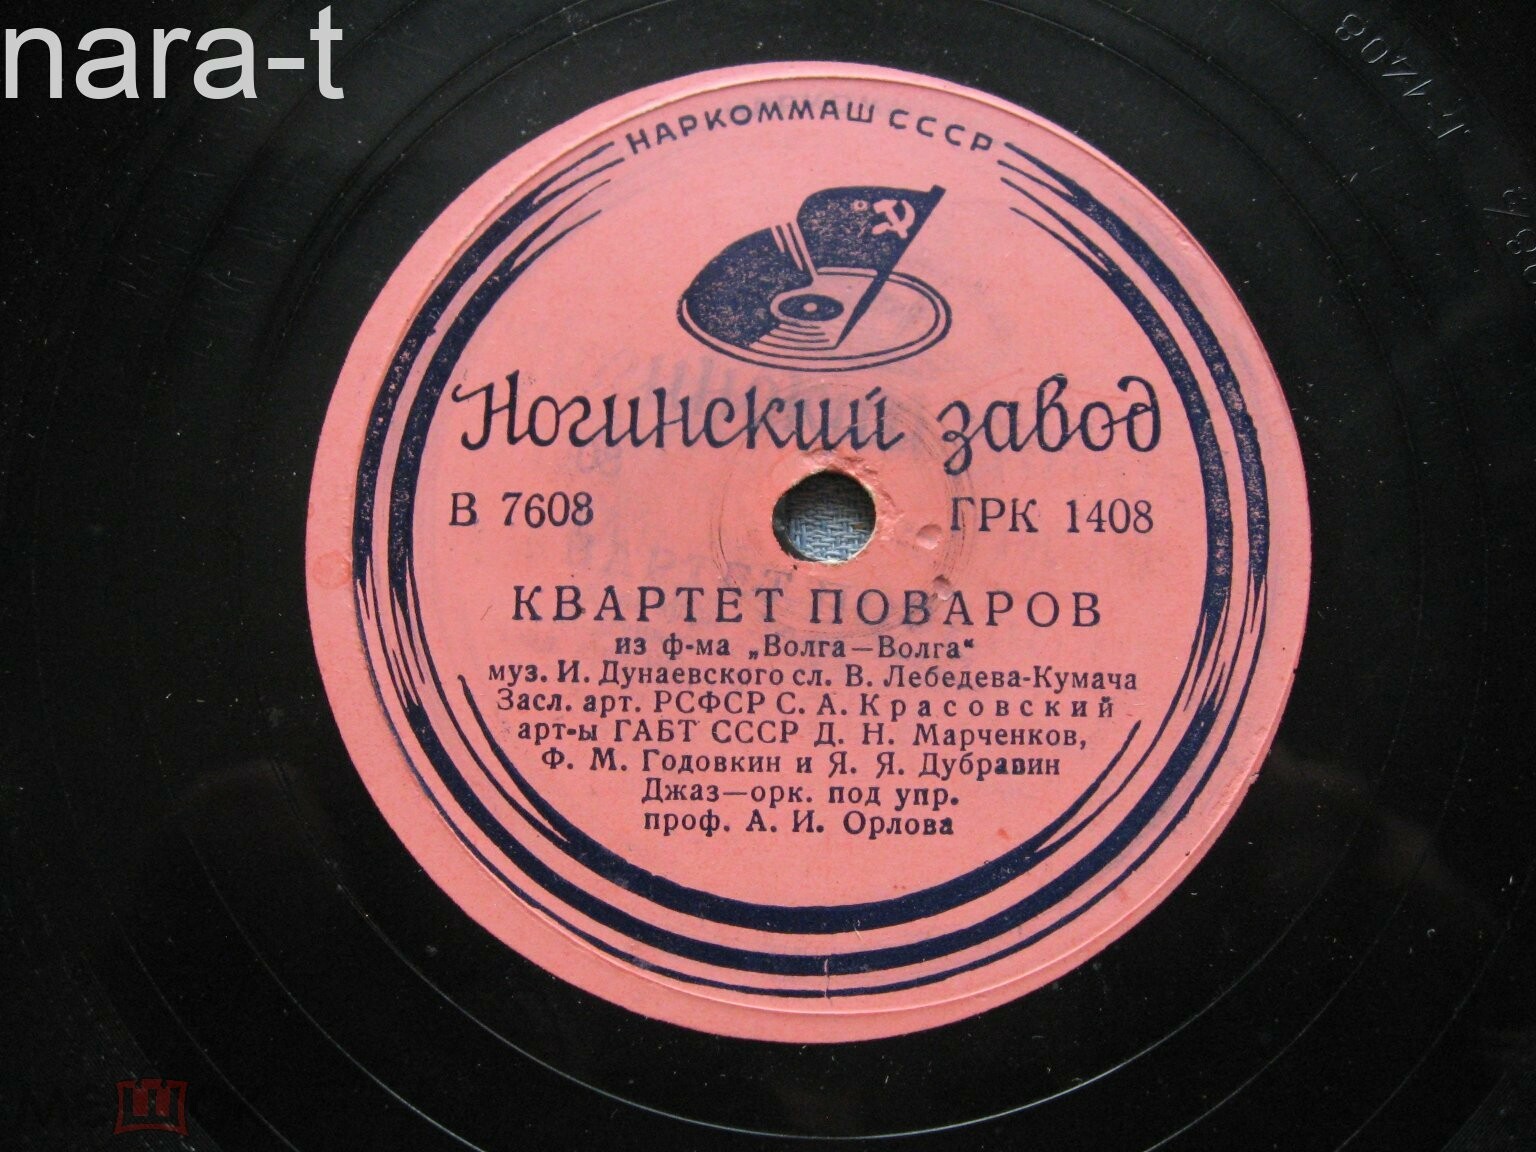 nara-t
Г 1408
НАРКОММАШ СССР
Ногинский завод
В 7608 ГРК 1408
КВАРТЕТ ПОВАРОВ
из ф-ма „Волга—Волга“
муз. И. Дунаевского сл. В. Лебедева-Кумача
Засл. арт. РСФСР С. А. Красовский
арт-ы ГАБТ СССР Д. Н. Марченков,
Ф. М. Годовкин и Я. Я. Дубравин
Джаз—орк. под упр.
проф. А. И. Орлова